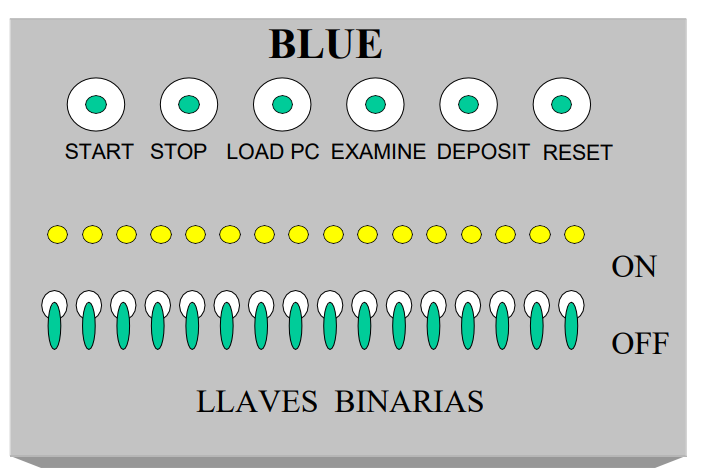 BLUE
START STOP LOAD PC EXAMINE DEPOSIT RESET
ON
OFF
LLAVES BINARIAS